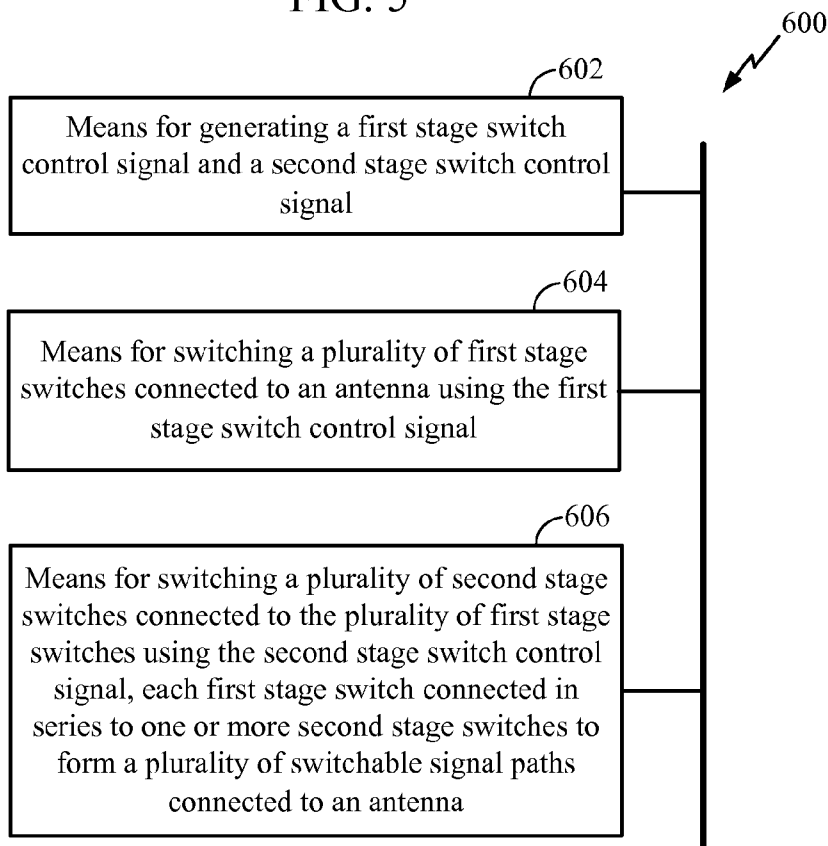 FIG. 5
600
602
Means for generating a first stage switch
control signal and a second stage switch control
signal
604
Means for switching a plurality of first stage
switches connected to an antenna using the first
stage switch control signal
606
Means for switching a plurality of second stage
switches connected to the plurality of first stage
switches using the second stage switch control
signal, each first stage switch connected in
series to one or more second stage switches to
form a plurality of switchable signal paths
connected to an antenna